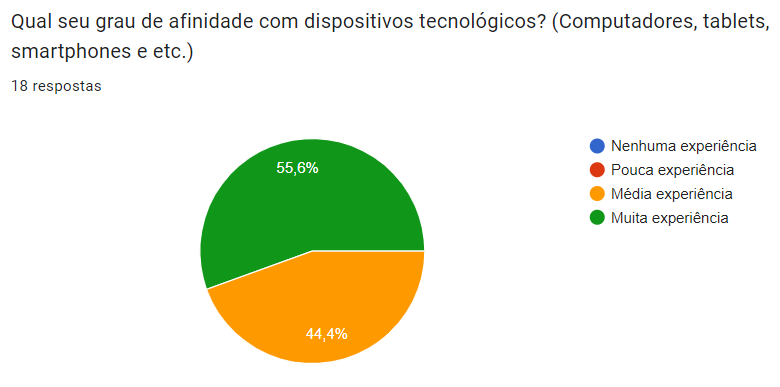 Qual seu grau de afinidade com dispositivos tecnológicos? (Computadores, tablets,
smartphones e etc.)
18 respostas
55,6%
44,4%
Nenhuma experiência
Pouca experiência
Média experiência
Muita experiência